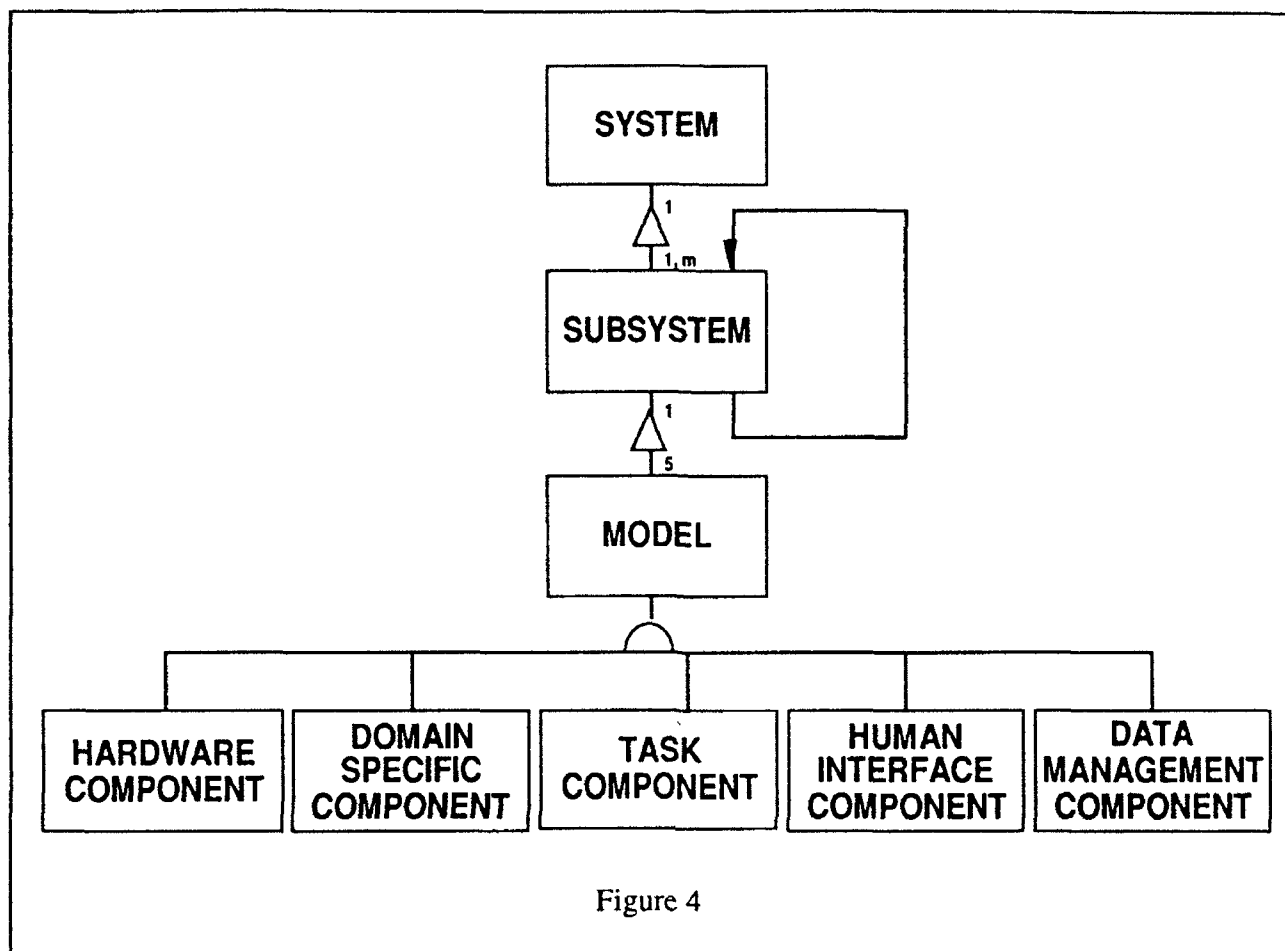 SYSTEM
1
1, m
SUBSYSTEM
1
5
MODEL
HARDWARE
COMPONENT
DOMAIN
SPECIFIC
COMPONENT
TASK
COMPONENT
HUMAN
INTERFACE
COMPONENT
DATA
MANAGEMENT
COMPONENT
Figure 4